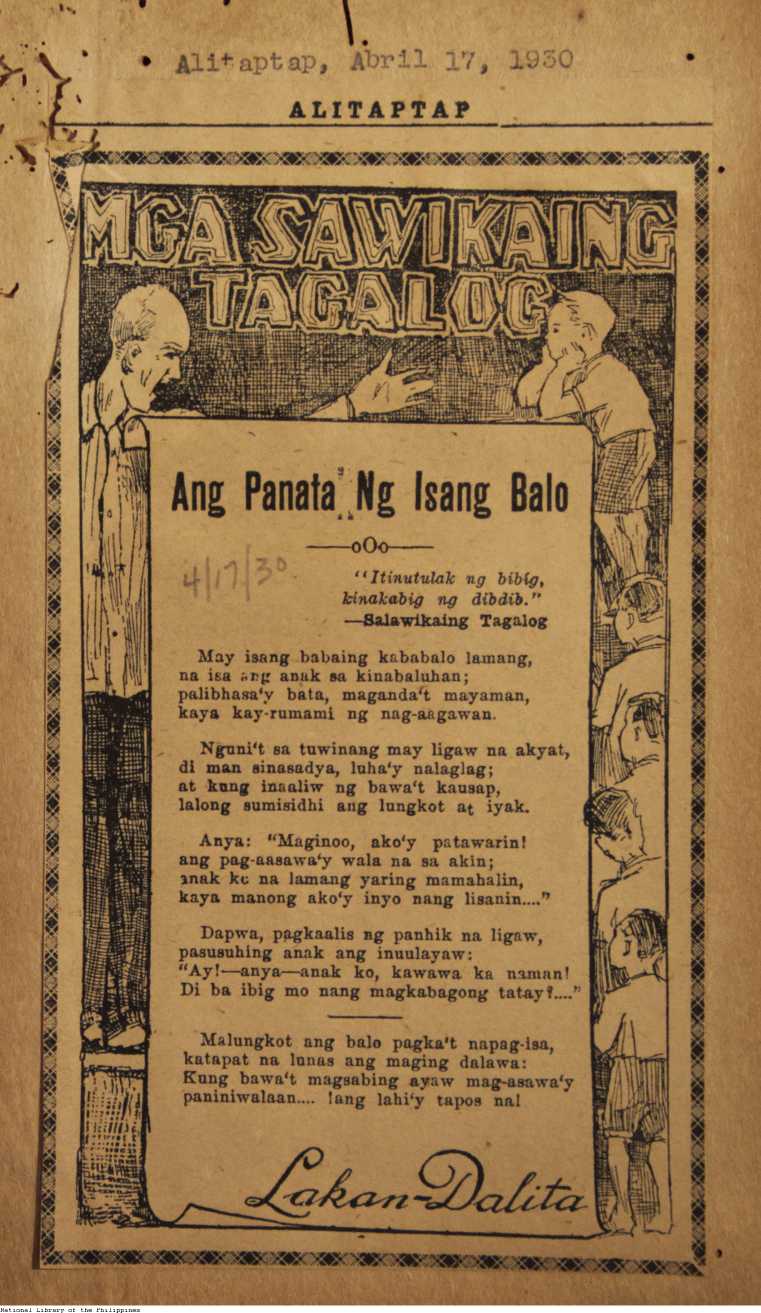 Alitaptap, Abril 17, 1930
ALITAPTAP
MGA SAWIKAING
TAGALOG
Ang Panata Ng Isang Balo
oOo
4/17/30
"Itinutulak ng bibig,
kinakabig ng dibdib."
—Salawikaing Tagalog
May isang babaing kababalo lamang,
na isa ang anak sa kinabaluhan;
palibhasa'y bata, maganda't mayaman,
kaya kay-rumami ng nag-aagawan.
Nguni't sa tuwinang may ligaw na akyat,
di man sinasadya, luha'y nalaglag;
at kung inaaliw ng bawa't kausap,
lalong sumisidhi ang lungkot at iyak.
Anya: "Maginoo, ako'y patawarin!
ang pag-aasawa'y wala na sa akin;
anak ko na lamang yaring mamahalin,
kaya manong ako'y inyo nang lisanin...."
Dapwa, pagkaalis ng panhik na ligaw,
pasusuhing anak ang inuulayaw:
"Ay!—anya—anak ko, kawawa ka naman!
Di ba ibig mo nang magkabagong tatay?...."
Malungkot ang balo pagka't napag-isa,
katapat na lunas ang maging dalawa:
Kung bawa't magsabing ayaw mag-asawa'y
paniniwalaan.... lang lahi'y tapos na!
Lakan-Dalita
National Library of the Philippines